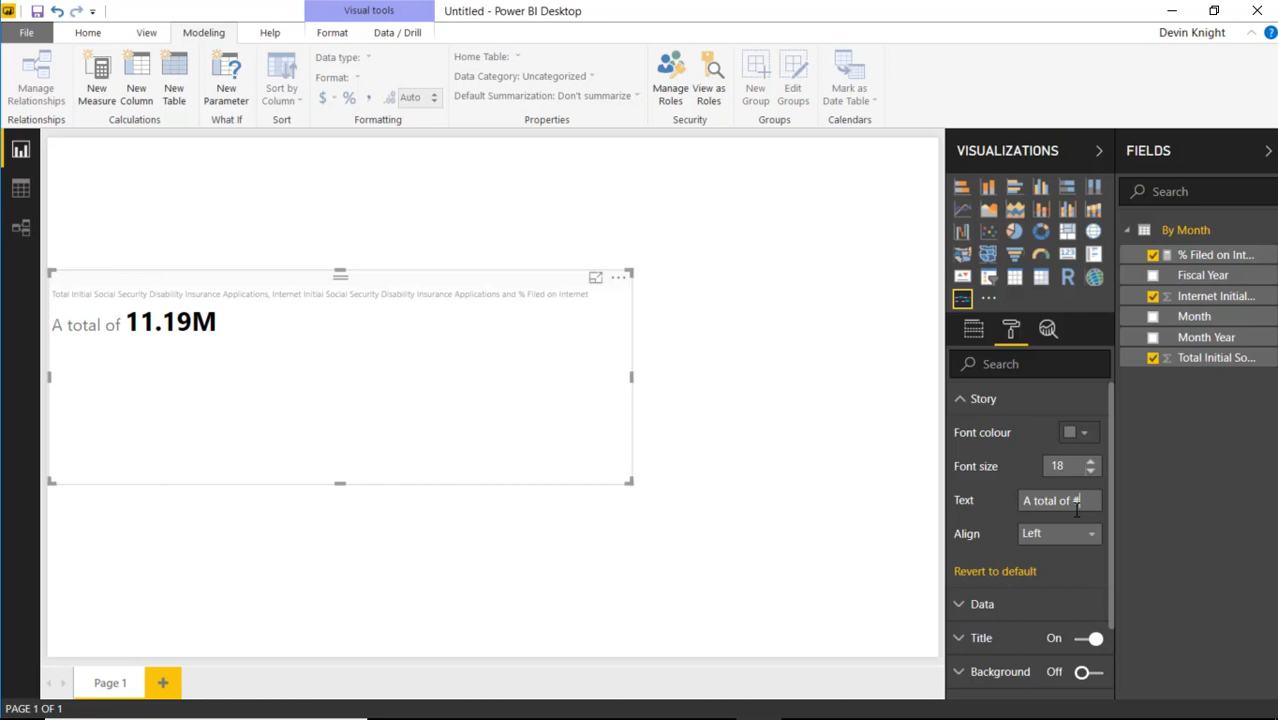 Visual tools
Untitled - Power BI Desktop
File
Home
View
Modeling
Help
Format
Data / Drill
Devin Knight
Manage Relationships
Relationships
New Measure
New Column
New Table
Calculations
New Parameter
What If
Sort by Column
Sort
Data type:
Format:
$ % , Auto
Formatting
Home Table:
Data Category: Uncategorized
Default Summarization: Don't summarize
Properties
Manage Roles
View as Roles
Security
New Group
Edit Groups
Groups
Mark as Date Table
Calendars
Total Initial Social Security Disability Insurance Applications, Internet Initial Social Security Disability Insurance Applications and % Filed on Internet
A total of 11.19M
VISUALIZATIONS
Search
Story
Font colour
Font size
18
Text
A total of #
Align
Left
Revert to default
Data
Title
On
Background
Off
FIELDS
Search
By Month
% Filed on Int...
Fiscal Year
Internet Initial...
Month
Month Year
Total Initial So...
Page 1
PAGE 1 OF 1